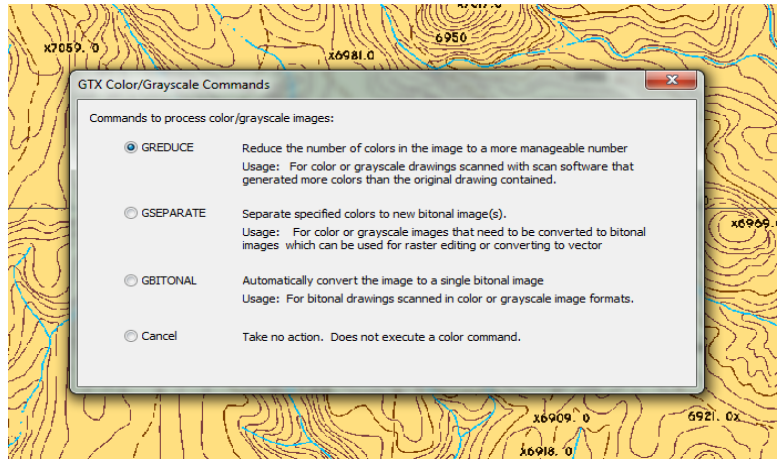 x7017.0
6950
x7059. 0
x6981.0
GTX Color/Grayscale Commands
Commands to process color/grayscale images:
GREDUCE
Reduce the number of colors in the image to a more manageable number
Usage: For color or grayscale drawings scanned with scan software that
generated more colors than the original drawing contained.
GSEPARATE
Separate specified colors to new bitonal image(s).
Usage: For color or grayscale images that need to be converted to bitonal
images which can be used for raster editing or converting to vector
GBITONAL
Automatically convert the image to a single bitonal image
Usage: For bitonal drawings scanned in color or grayscale image formats.
Cancel
Take no action. Does not execute a color command.
x6969.
x6909. 0
6921. 0x
x6918. 0